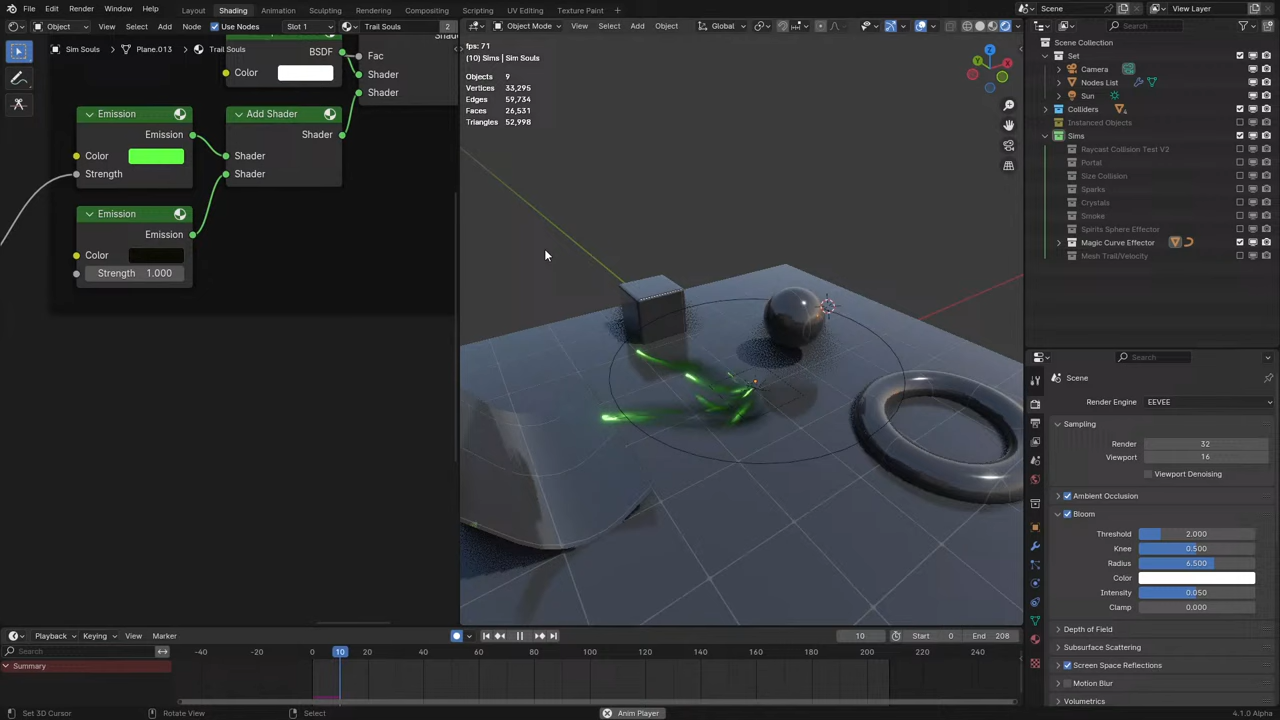 File Edit Render Window Help Layout Shading Animation Sculpting UV Editing Texture Paint Scene View Layer
Object View Select Add Node Use Nodes Slot 1 Trail Souls 2 Object Mode View Select Add Object Global Search
Sim Souls Plane.013 Trail Souls
BSDF
Color
Fac
Shader
Shader
Emission
Emission
Color
Strength
Add Shader
Shader
Shader
Shader
Emission
Emission
Color
Strength 1.000
fps: 71
(10) Sims | Sim Souls
Objects 9
Vertices 33,295
Edges 59,734
Faces 26,531
Triangles 52,998
Z
Y
X
Scene Collection
Set
Camera
Nodes List
Sun
Colliders
Instanced Objects
Sims
Raycast Collision Test V2
Portal
Size Collision
Sparks
Crystals
Smoke
Spirits Sphere Effector
Magic Curve Effector
Mesh Trail/Velocity
Search
Scene
Render Engine EEVEE
Sampling
Render 32
Viewport 16
Viewport Denoising
Ambient Occlusion
Bloom
Threshold 2.000
Knee 0.500
Radius 6.500
Color
Intensity 0.050
Clamp 0.000
Depth of Field
Subsurface Scattering
Screen Space Reflections
Motion Blur
Volumetrics
Playback Keying View Marker 10 Start 0 End 208
Search -40 -20 0 10 20 40 60 80 100 120 140 160 180 200 220 240
Summary
Set 3D Cursor Rotate View Select Anim Player 4.1.0 Alpha